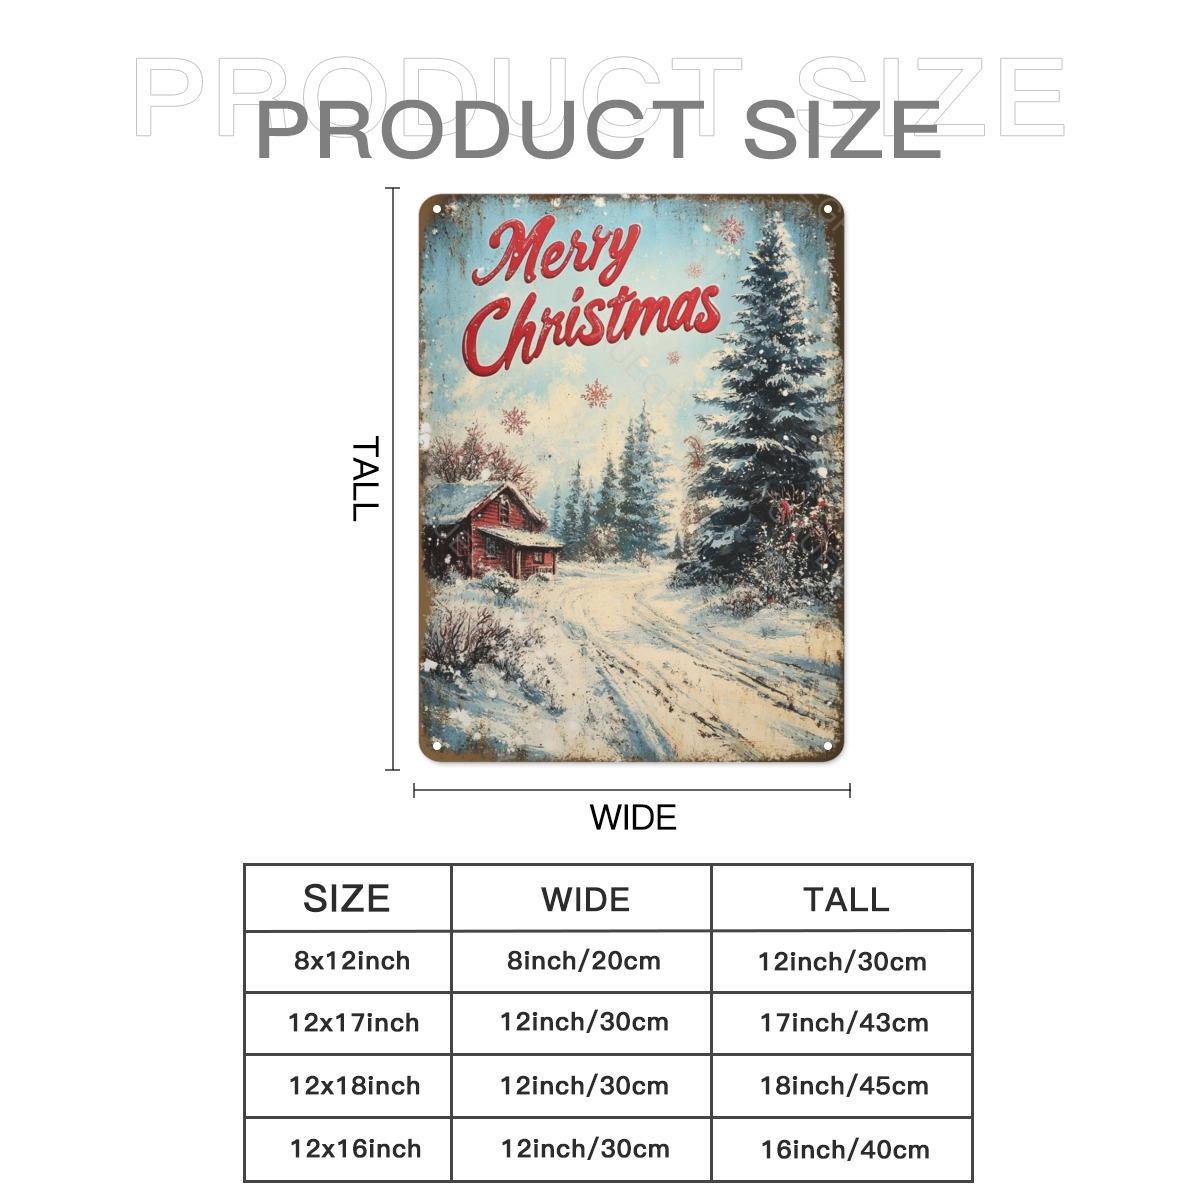 PRODUCT SIZE
PRODUCT SIZE
Merry
Christmas
TALL
WIDE
SIZE WIDE TALL
8x12inch 8inch/20cm 12inch/30cm
12x17inch 12inch/30cm 17inch/43cm
12x18inch 12inch/30cm 18inch/45cm
12x16inch 12inch/30cm 16inch/40cm